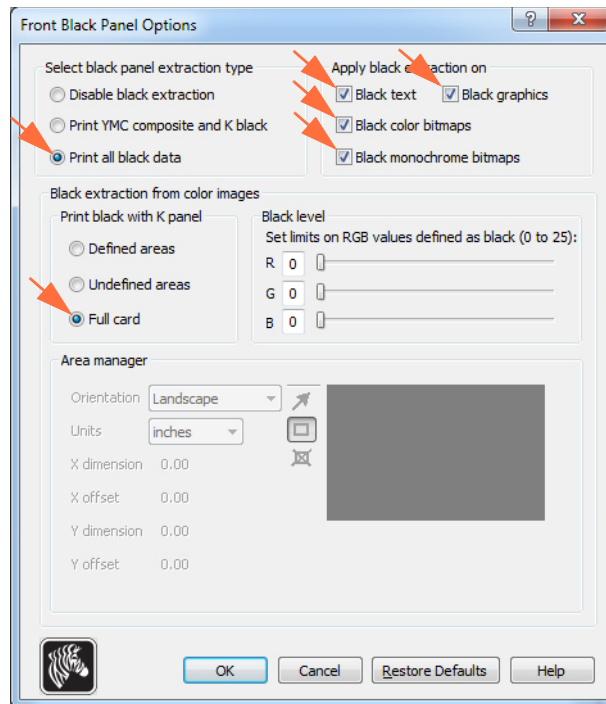 Front Black Panel Options
Select black panel extraction type
Disable black extraction
Print YMC composite and K black
Print all black data
Apply black extraction on
Black text Black graphics
Black color bitmaps
Black monochrome bitmaps
Black extraction from color images
Print black with K panel
Defined areas
Undefined areas
Full card
Black level
Set limits on RGB values defined as black (0 to 25):
R 0
G 0
B 0
Area manager
Orientation Landscape
Units inches
X dimension 0.00
X offset 0.00
Y dimension 0.00
Y offset 0.00
OK Cancel Restore Defaults Help